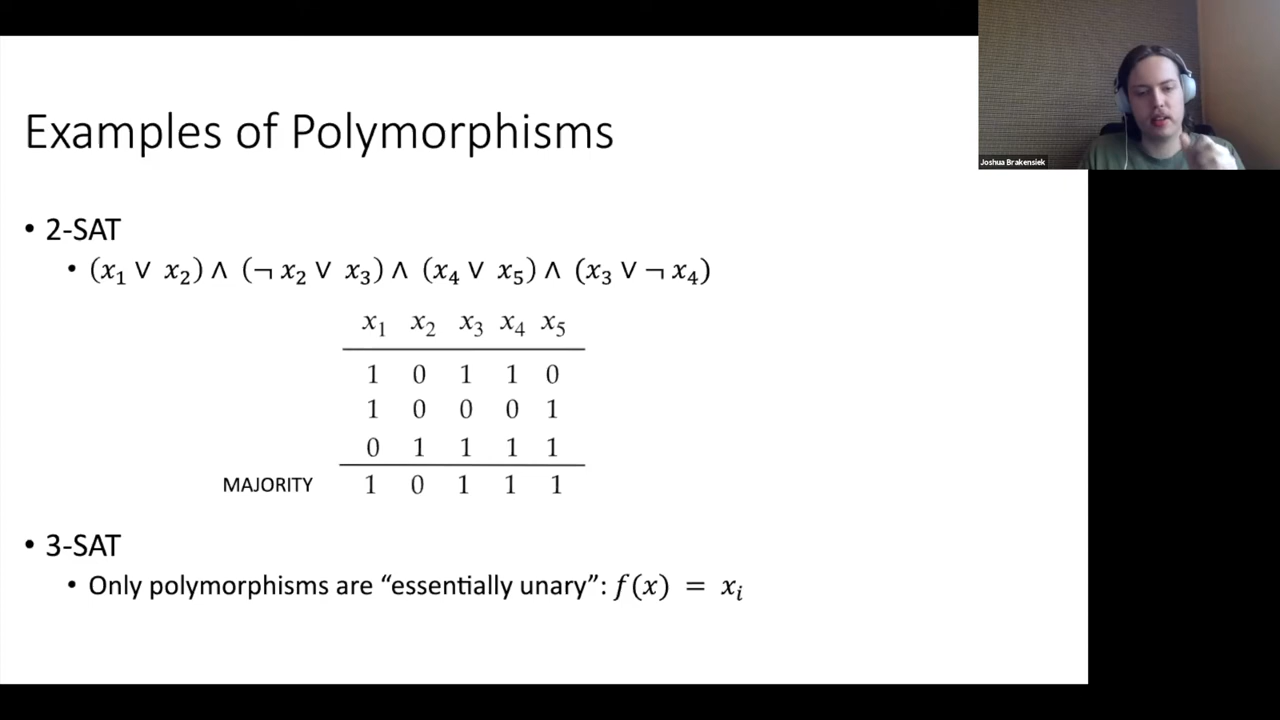 Joshua Brakensiek
Examples of Polymorphisms
• 2-SAT
• (x₁ ∨ x₂) ∧ (¬ x₂ ∨ x₃) ∧ (x₄ ∨ x₅) ∧ (x₃ ∨ ¬ x₄)
x₁ x₂ x₃ x₄ x₅
1 0 1 1 0
1 0 0 0 1
0 1 1 1 1
MAJORITY 1 0 1 1 1
• 3-SAT
• Only polymorphisms are “essentially unary”: f(x) = xᵢ